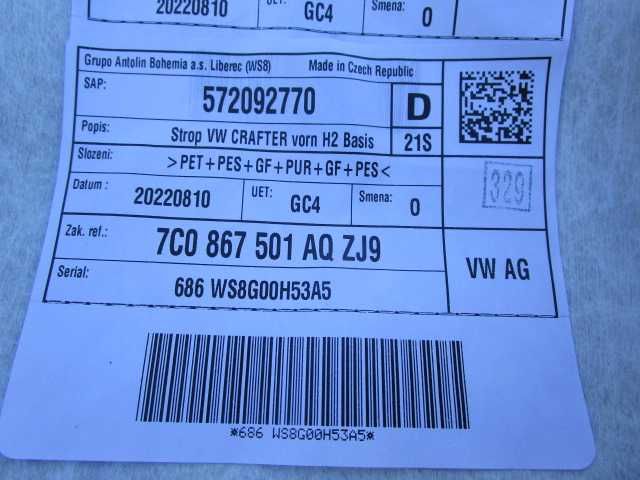 20220810 UET: GC4 Smena: 0
Grupo Antolin Bohemia a.s. Liberec (WS8) Made in Czech Republic
SAP: 572092770 D
Popis: Strop VW CRAFTER vorn H2 Basis 21S
Slozeni: >PET+PES+GF+PUR+GF+PES<
329
Datum : 20220810 UET: GC4 Smena: 0
Zak. ref.: 7C0 867 501 AQ ZJ9
VW AG
Serial: 686 WS8G00H53A5
*686 WS8G00H53A5*